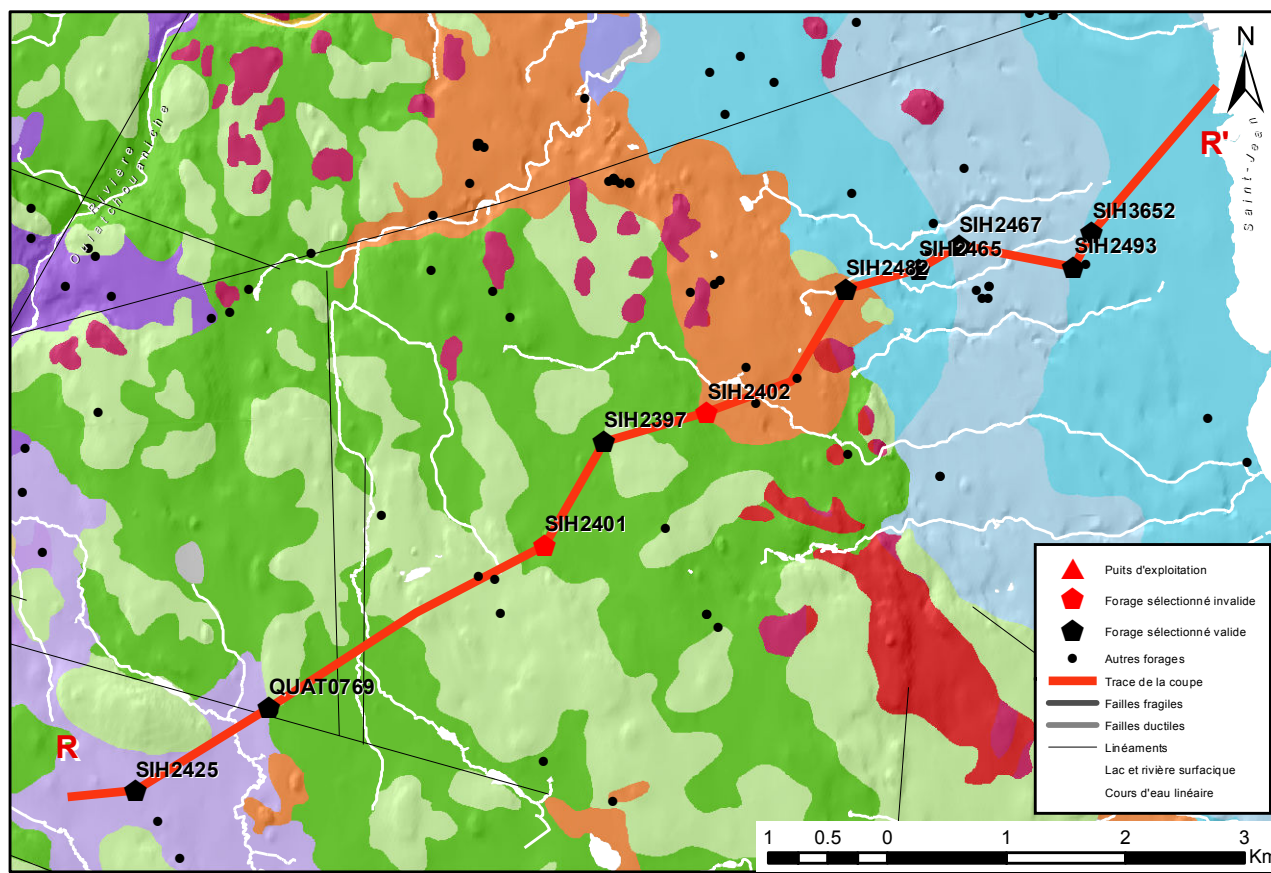 N
Rivière
Ouiatchouaniche
Saint-Jean
R'
SIH3652
SIH2467
SIH2493
SIH2465
SIH2482
SIH2402
SIH2397
SIH2401
QUAT0769
R
SIH2425
Puits d'exploitation
Forage sélectionné invalide
Forage sélectionné valide
Autres forages
Trace de la coupe
Failles fragiles
Failles ductiles
Linéaments
Lac et rivière surfacique
Cours d'eau linéaire
1 0.5 0 1 2 3
Km